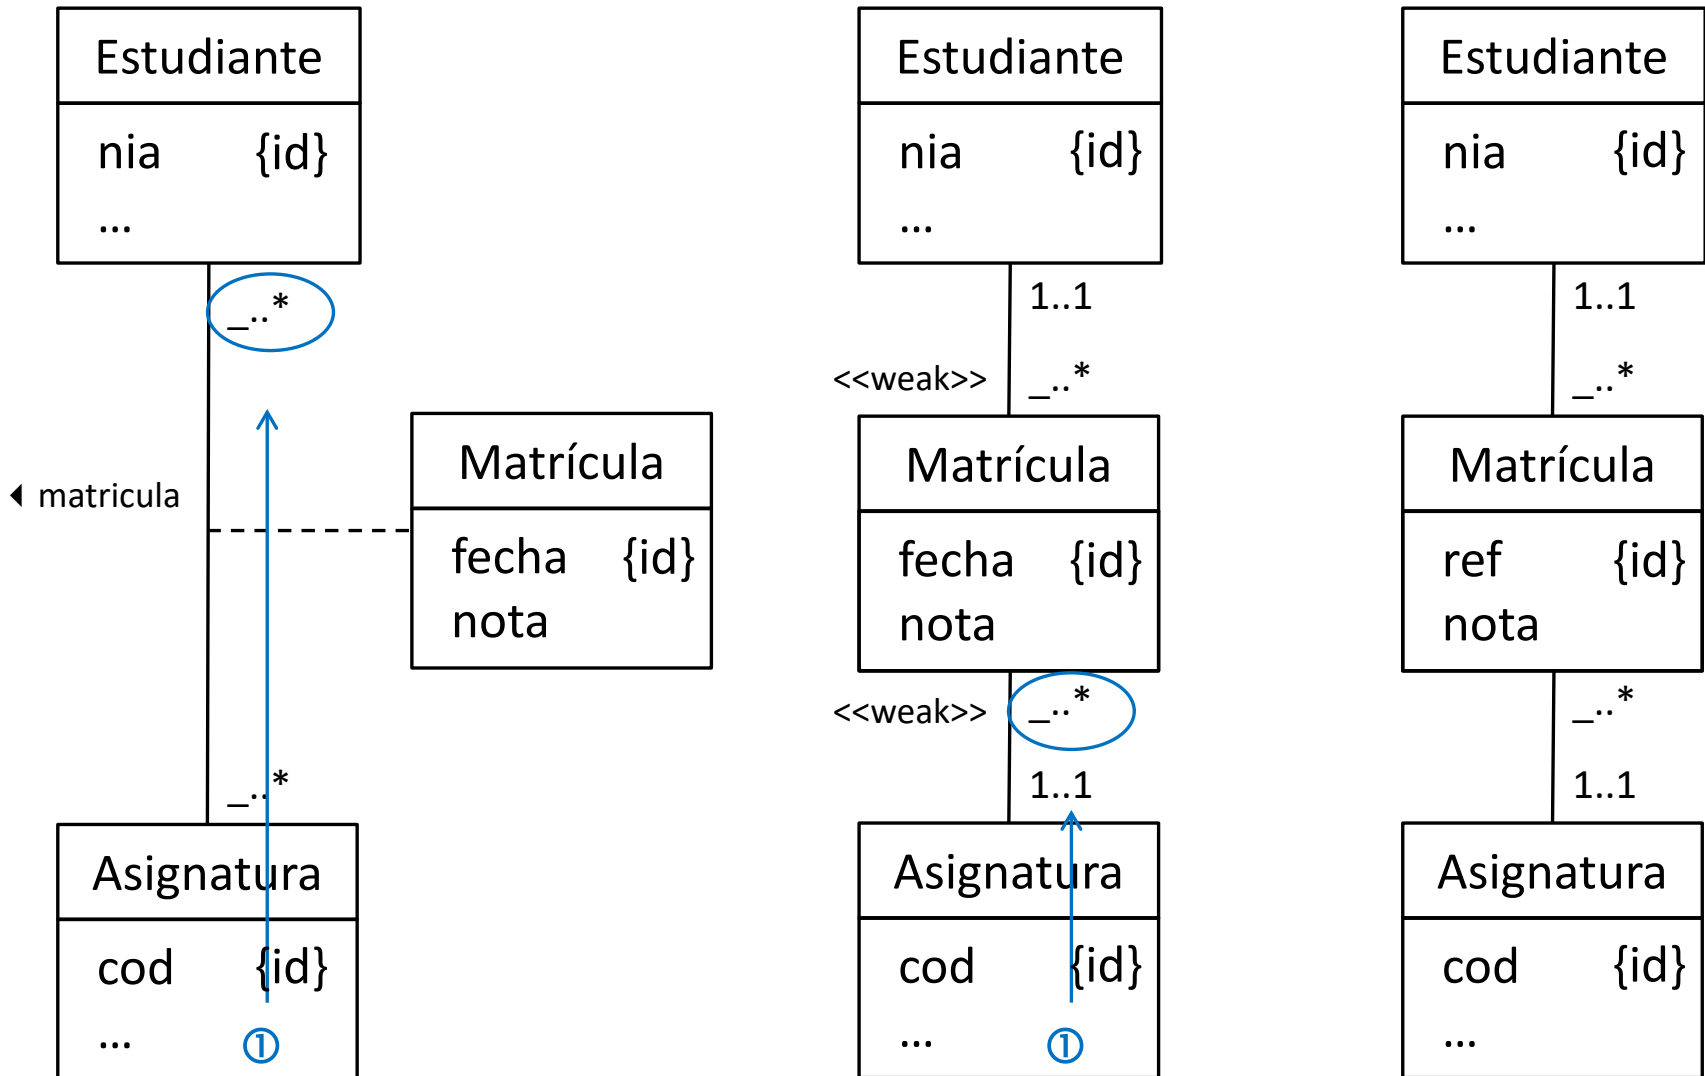 Estudiante
nia {id}
...
_..*
◀ matricula
Matrícula
fecha {id}
nota
_..*
Asignatura
cod {id}
...
①
Estudiante
nia {id}
...
1..1
<<weak>> _..*
Matrícula
fecha {id}
nota
<<weak>> _..*
1..1
Asignatura
cod {id}
...
①
Estudiante
nia {id}
...
1..1
_..*
Matrícula
ref {id}
nota
_..*
1..1
Asignatura
cod {id}
...